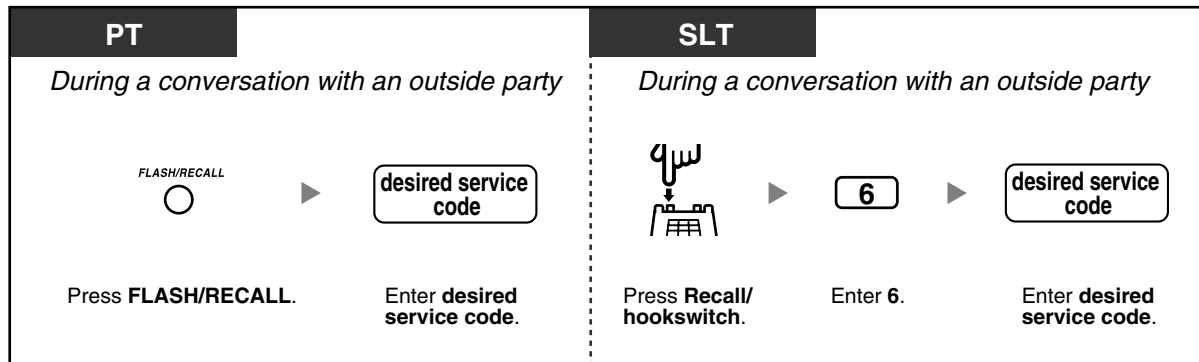 PT
During a conversation with an outside party
FLASH/RECALL
desired service
code
Press FLASH/RECALL.
Enter desired
service code.
SLT
During a conversation with an outside party
6
desired service
code
Press Recall/
hookswitch.
Enter 6.
Enter desired
service code.